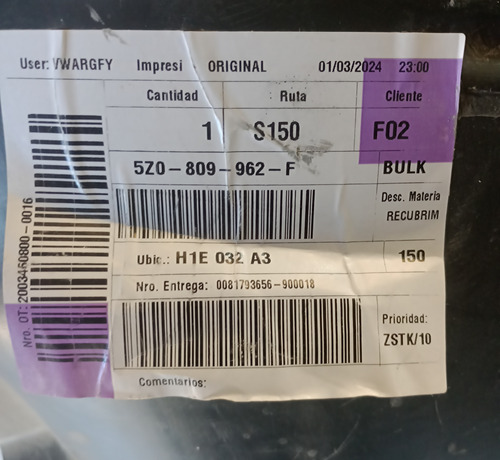 User: VWARGFY Impresi ORIGINAL 01/03/2024 23:00
Cantidad Ruta Cliente
1 S150 F02
5Z0-809-962-F BULK
Desc. Materia
RECUBRIM
Ubic.: H1E 032 A3 150
Nro. Entrega: 0081793656-900018
Prioridad:
ZSTK/10
Comentarios:
Nro. OT: 2003460800-0016